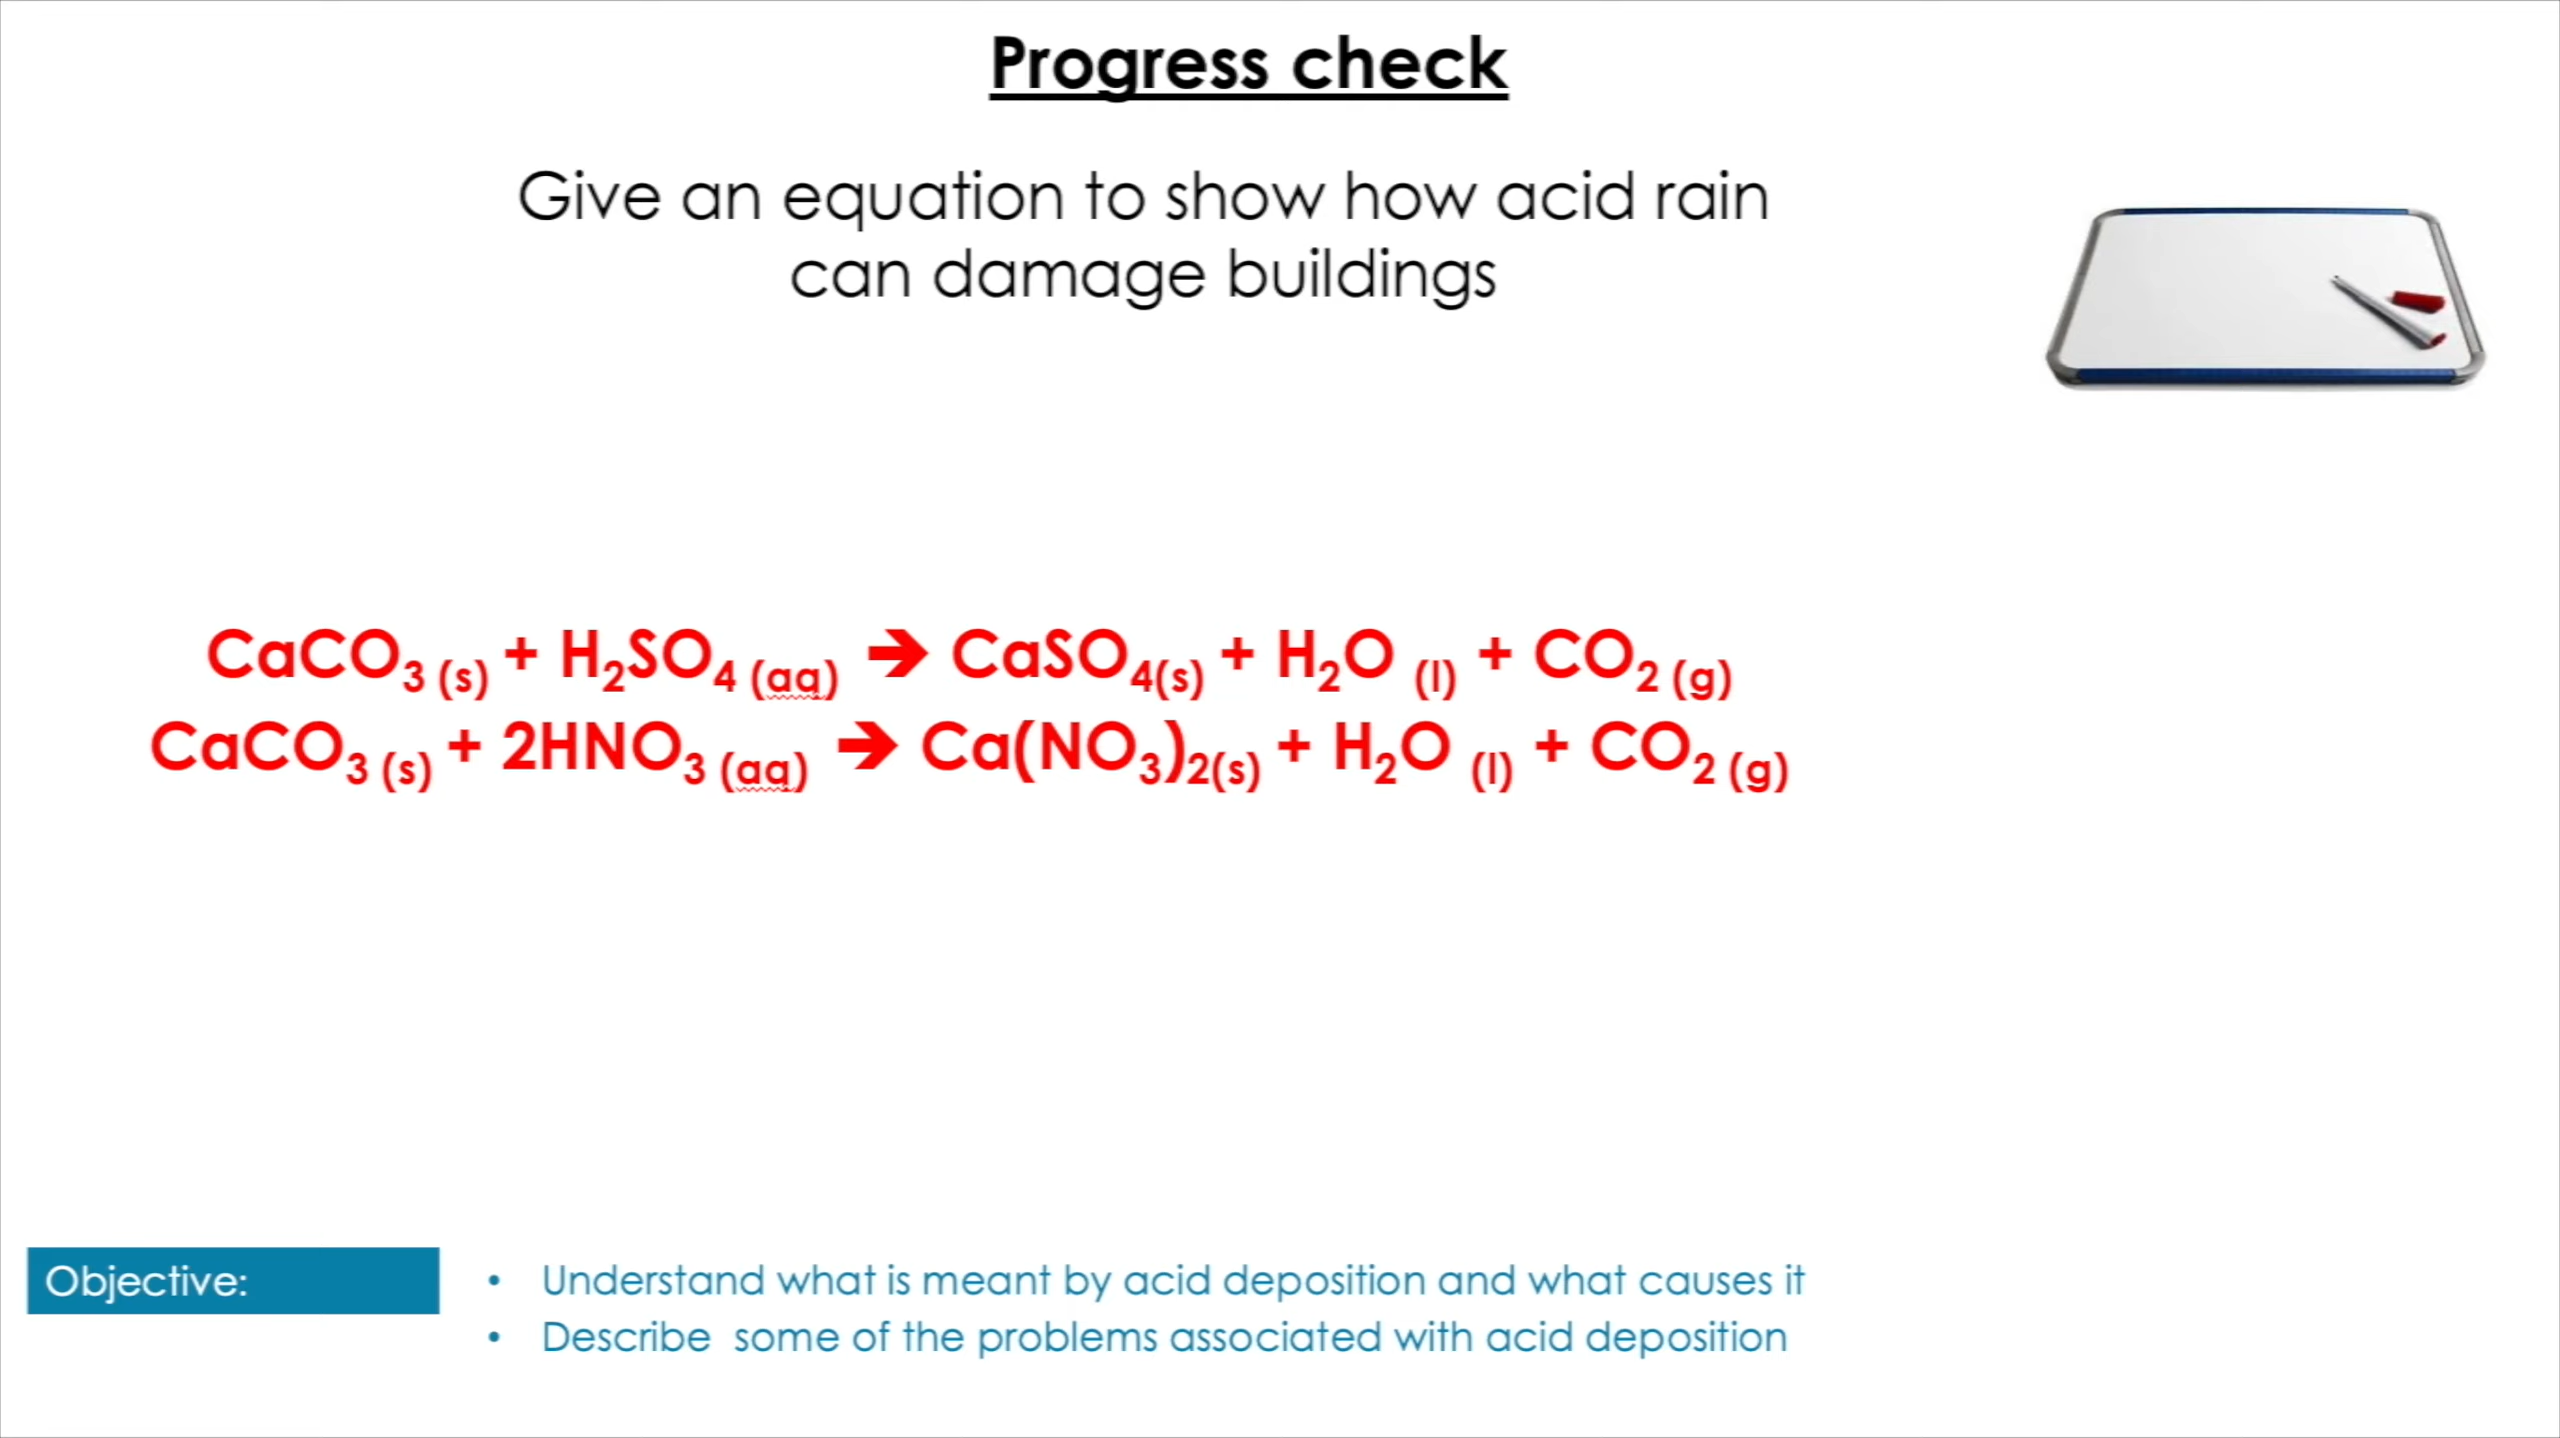 Progress check
Give an equation to show how acid rain
can damage buildings
CaCO₃ (s) + H₂SO₄ (aq) ➔ CaSO₄(s) + H₂O (l) + CO₂ (g)
CaCO₃ (s) + 2HNO₃ (aq) ➔ Ca(NO₃)₂(s) + H₂O (l) + CO₂ (g)
Objective:
• Understand what is meant by acid deposition and what causes it
• Describe some of the problems associated with acid deposition